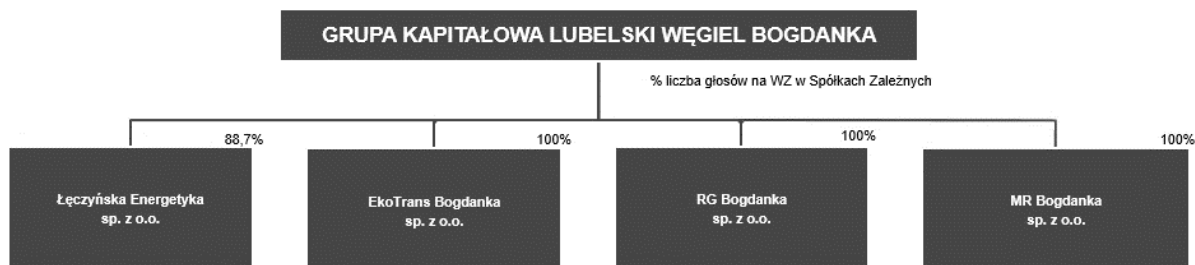 GRUPA KAPITAŁOWA LUBELSKI WĘGIEL BOGDANKA
% liczba głosów na WZ w Spółkach Zależnych
88,7%
100%
100%
100%
Łęczyńska Energetyka
sp. z o.o.
EkoTrans Bogdanka
sp. z o.o.
RG Bogdanka
sp. z o.o.
MR Bogdanka
sp. z o.o.